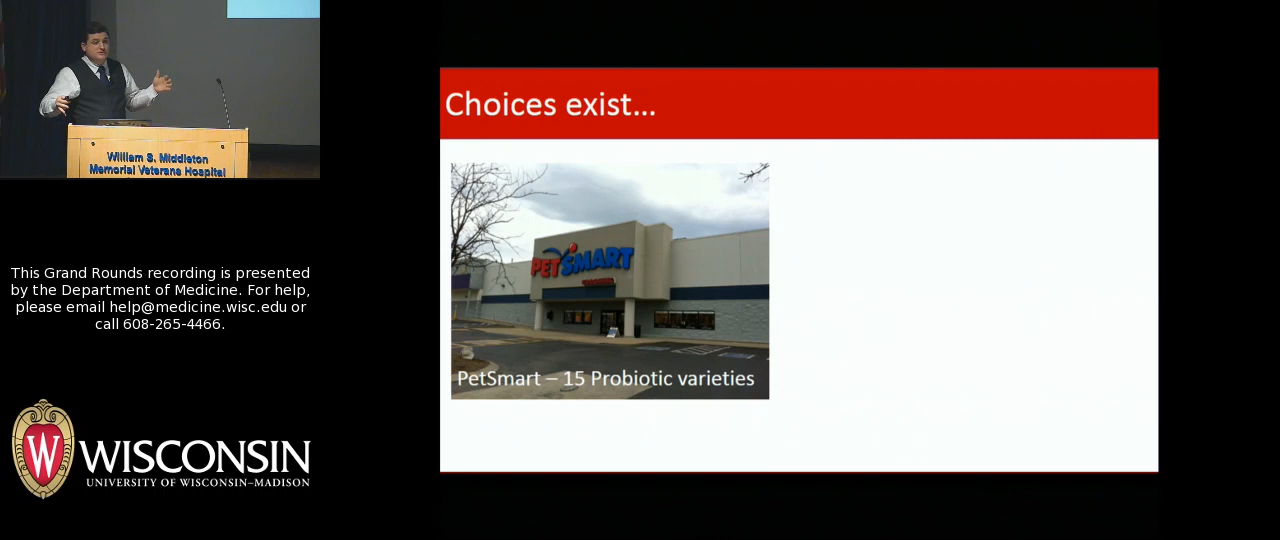 William S. Middleton
Memorial Veterans Hospital
This Grand Rounds recording is presented
by the Department of Medicine. For help,
please email help@medicine.wisc.edu or
call 608-265-4466.
W
WISCONSIN
UNIVERSITY OF WISCONSIN–MADISON
Choices exist...
PETSMART
PetSmart – 15 Probiotic varieties